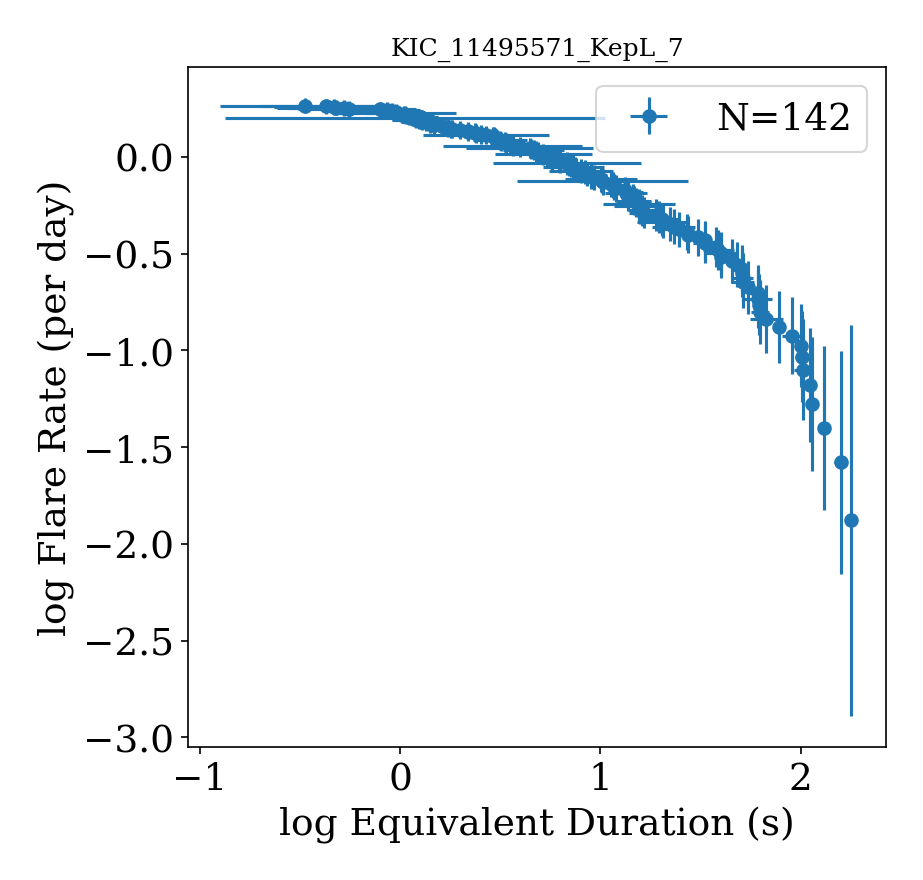 KIC_11495571_KepL_7
N=142
log Flare Rate (per day)
0.0
−0.5
−1.0
−1.5
−2.0
−2.5
−3.0
−1 0 1 2
log Equivalent Duration (s)